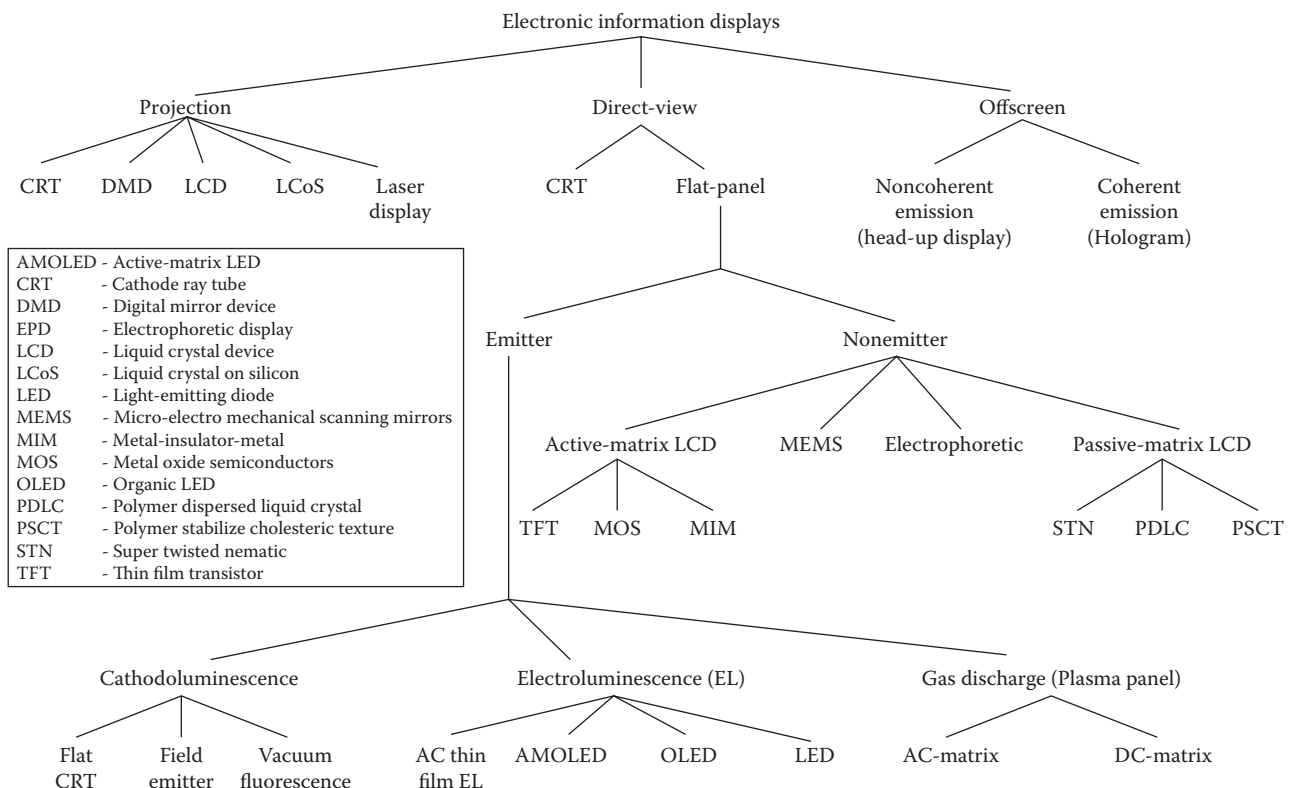 Electronic information displays
Projection
Direct-view
Offscreen
CRT
DMD
LCD
LCoS
Laser
display
CRT
Flat-panel
Noncoherent
emission
(head-up display)
Coherent
emission
(Hologram)
AMOLED - Active-matrix LED
CRT - Cathode ray tube
DMD - Digital mirror device
EPD - Electrophoretic display
LCD - Liquid crystal device
LCoS - Liquid crystal on silicon
LED - Light-emitting diode
MEMS - Micro-electro mechanical scanning mirrors
MIM - Metal-insulator-metal
MOS - Metal oxide semiconductors
OLED - Organic LED
PDLC - Polymer dispersed liquid crystal
PSCT - Polymer stabilize cholesteric texture
STN - Super twisted nematic
TFT - Thin film transistor
Emitter
Nonemitter
Active-matrix LCD
MEMS
Electrophoretic
Passive-matrix LCD
TFT
MOS
MIM
STN
PDLC
PSCT
Cathodoluminescence
Electroluminescence (EL)
Gas discharge (Plasma panel)
Flat
CRT
Field
emitter
Vacuum
fluorescence
AC thin
film EL
AMOLED
OLED
LED
AC-matrix
DC-matrix